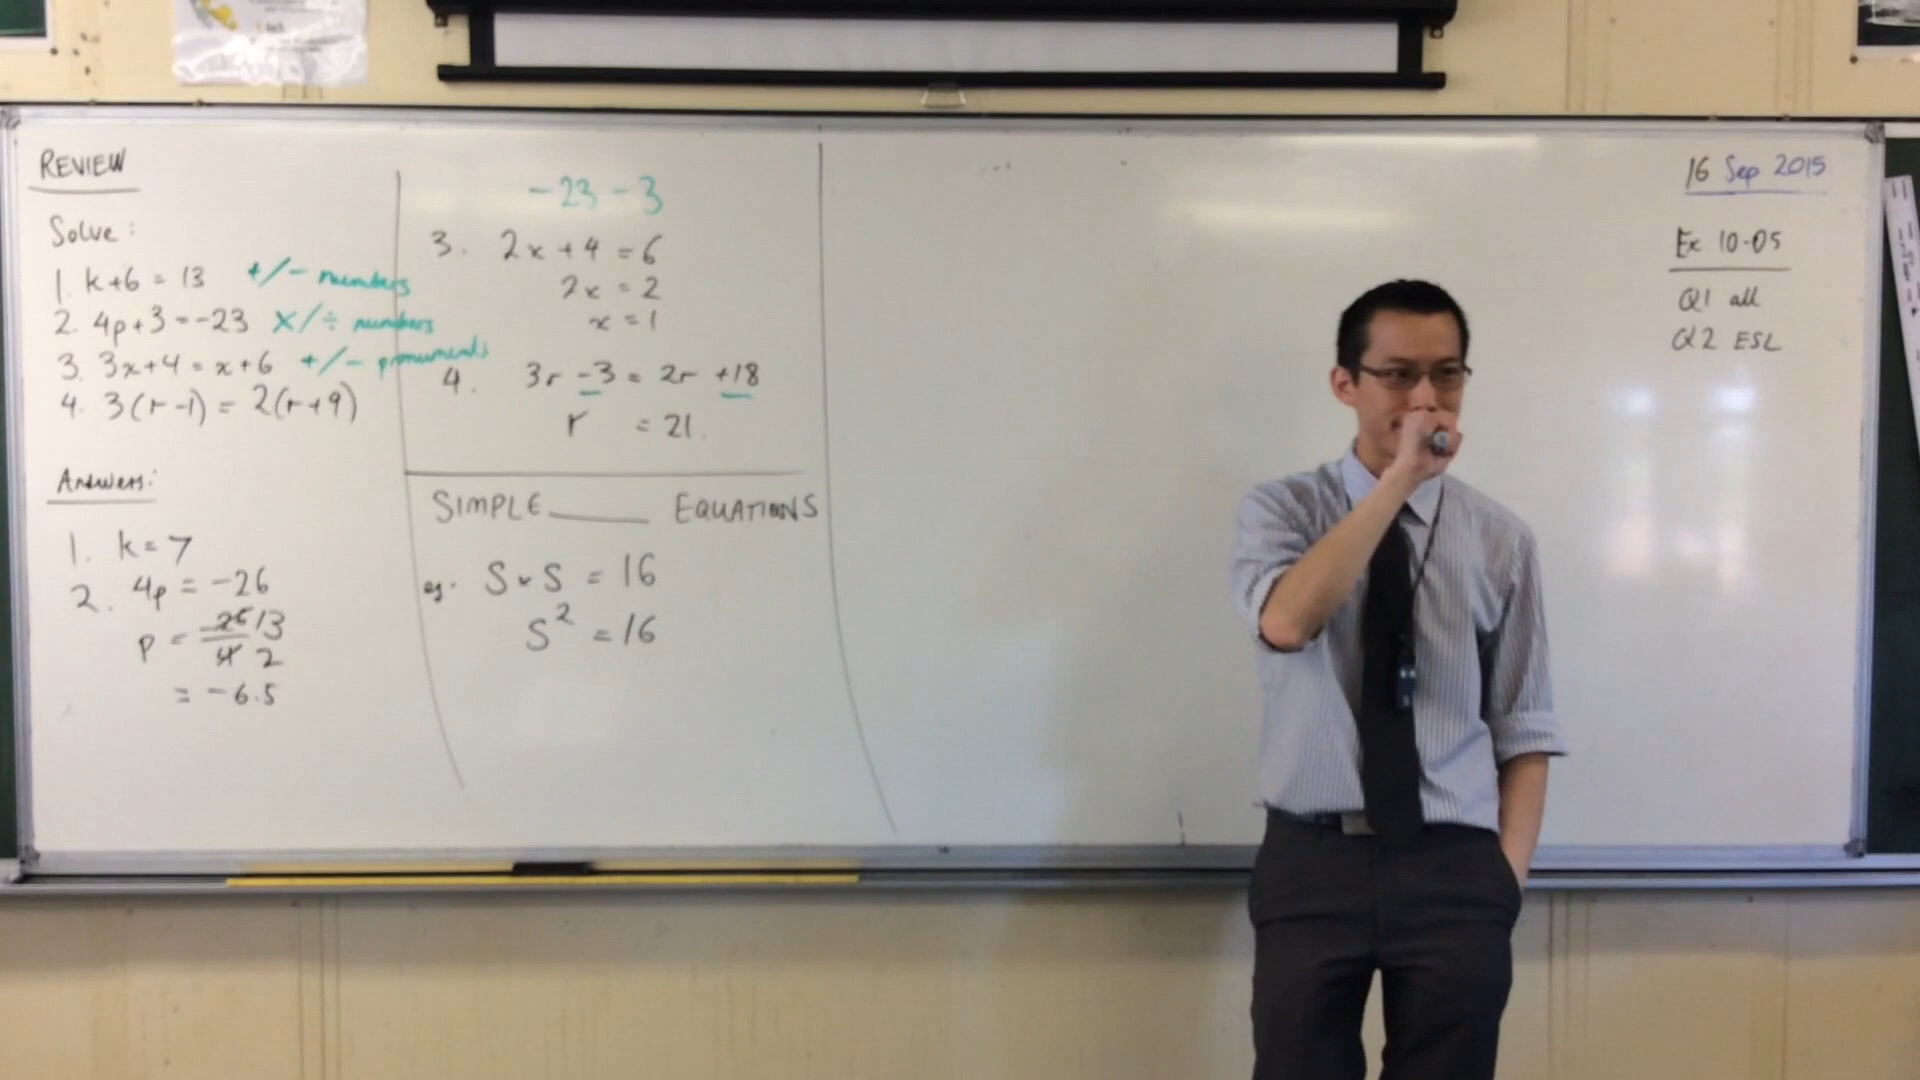 REVIEW
Solve:
1. k+6 = 13 +/- numbers
2. 4p+3 = -23 ×/÷ numbers
3. 3x+4 = x+6 +/- pronumerals
4. 3(r-1) = 2(r+9)
Answers:
1. k = 7
2. 4p = -26
p = -26 13
4 2
= -6.5
-23 - 3
3. 2x + 4 = 6
2x = 2
x = 1
4. 3r -3 = 2r +18
r = 21.
SIMPLE ______ EQUATIONS
eg. S × S = 16
S² = 16
16 Sep 2015
Ex 10-05
Q1 all
Q2 ESL